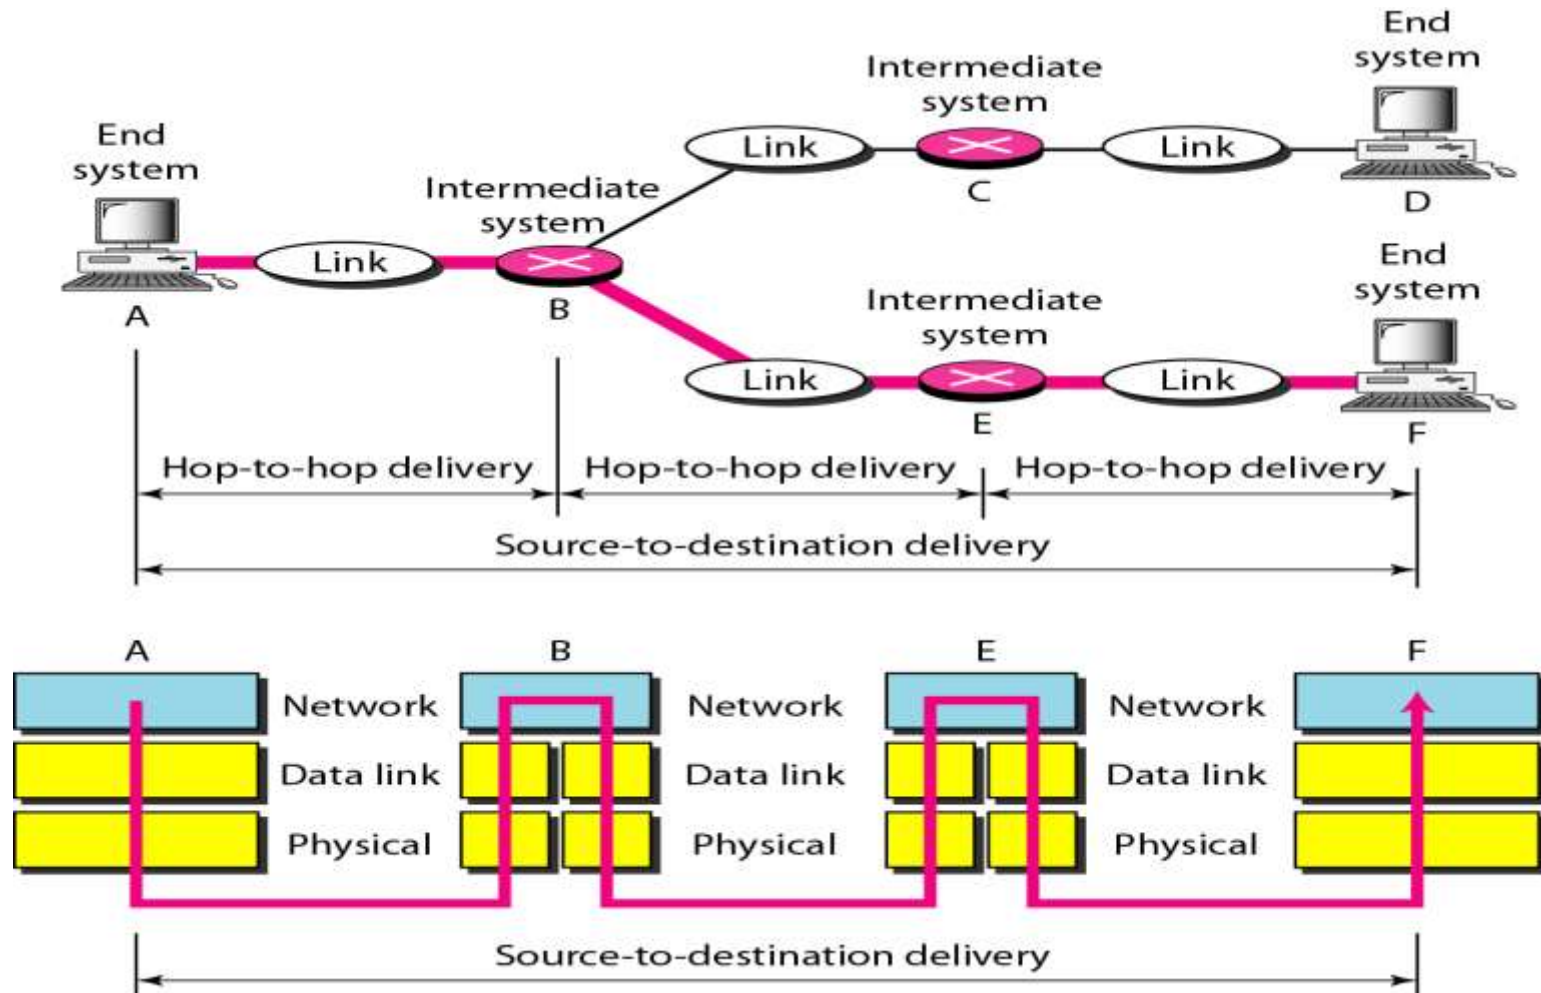 End
system
Intermediate
system
Link
Link
C
D
End
system
Intermediate
system
Link
A
B
Intermediate
system
End
system
Link
Link
E
F
Hop-to-hop delivery
Hop-to-hop delivery
Hop-to-hop delivery
Source-to-destination delivery
A
B
E
F
Network
Network
Network
Data link
Data link
Data link
Physical
Physical
Physical
Source-to-destination delivery